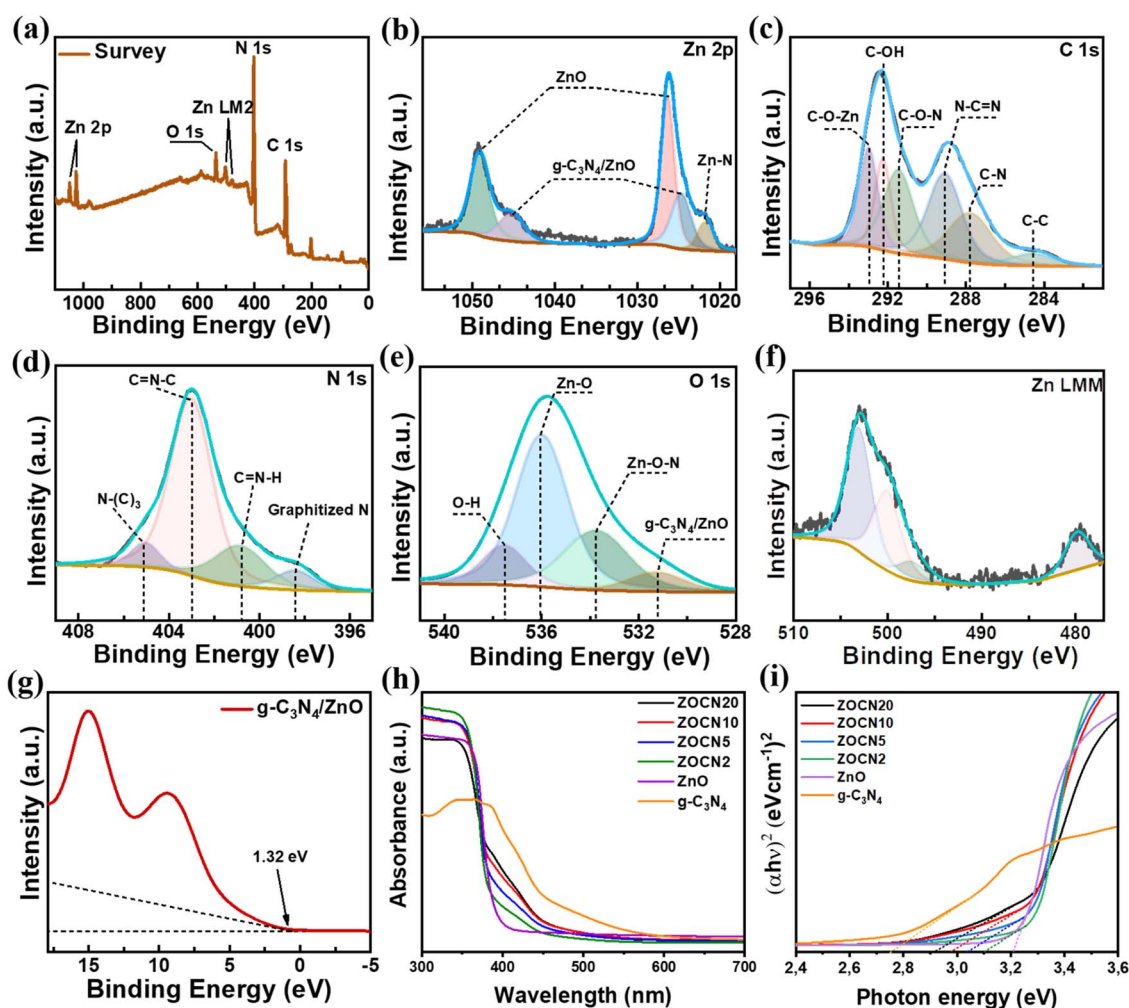 (a)
Survey
N 1s
Zn LM2
O 1s
Zn 2p
C 1s
Intensity (a.u.)
1000 800 600 400 200 0
Binding Energy (eV)
(b)
Zn 2p
ZnO
g-C₃N₄/ZnO
Zn-N
Intensity (a.u.)
1050 1040 1030 1020
Binding Energy (eV)
(c)
C 1s
C-OH
C-O-Zn
C-O-N
N-C=N
C-N
C-C
Intensity (a.u.)
296 292 288 284
Binding Energy (eV)
(d)
N 1s
C=N-C
N-(C)₃
C=N-H
Graphitized N
Intensity (a.u.)
408 404 400 396
Binding Energy (eV)
(e)
O 1s
Zn-O
Zn-O-N
O-H
g-C₃N₄/ZnO
Intensity (a.u.)
540 536 532 528
Binding Energy (eV)
(f)
Zn LMM
Intensity (a.u.)
510 500 490 480
Binding Energy (eV)
(g)
g-C₃N₄/ZnO
1.32 eV
Intensity (a.u.)
15 10 5 0 -5
Binding Energy (eV)
(h)
ZOCN20
ZOCN10
ZOCN5
ZOCN2
ZnO
g-C₃N₄
Absorbance (a.u.)
300 400 500 600 700
Wavelength (nm)
(i)
ZOCN20
ZOCN10
ZOCN5
ZOCN2
ZnO
g-C₃N₄
(αhν)² (eVcm⁻¹)²
2,4 2,6 2,8 3,0 3,2 3,4 3,6
Photon energy (eV)